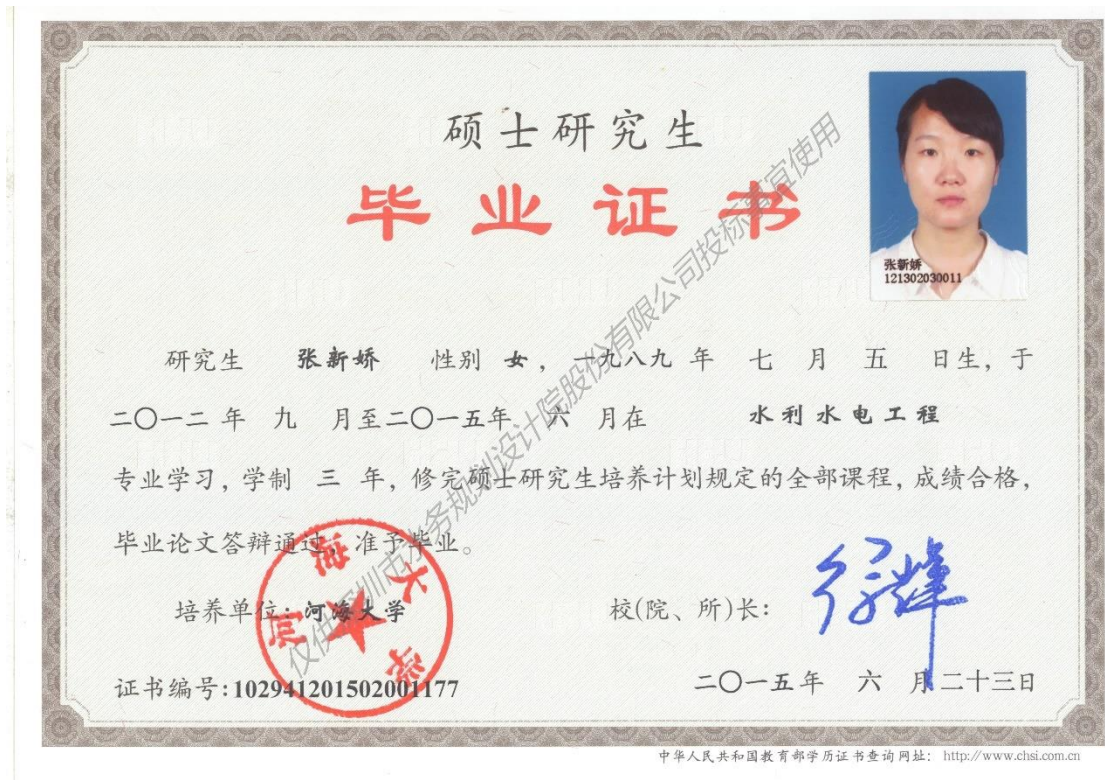 硕士研究生
毕业证书
张新娇
121302030011
研究生 张新娇 性别 女，一九八九 年 七 月 五 日生，于
二〇一二 年 九 月至二〇一五年 六 月在 水利水电工程
专业学习，学制 三 年，修完硕士研究生培养计划规定的全部课程，成绩合格，
毕业论文答辩通过，准予毕业。
培养单位：河海大学 校(院、所)长：
证书编号：102941201502001177 二〇一五年 六 月二十三日
河海大学
仅供深圳市水务规划设计院股份有限公司投标事宜使用
中华人民共和国教育部学历证书查询网址： http://www.chsi.com.cn